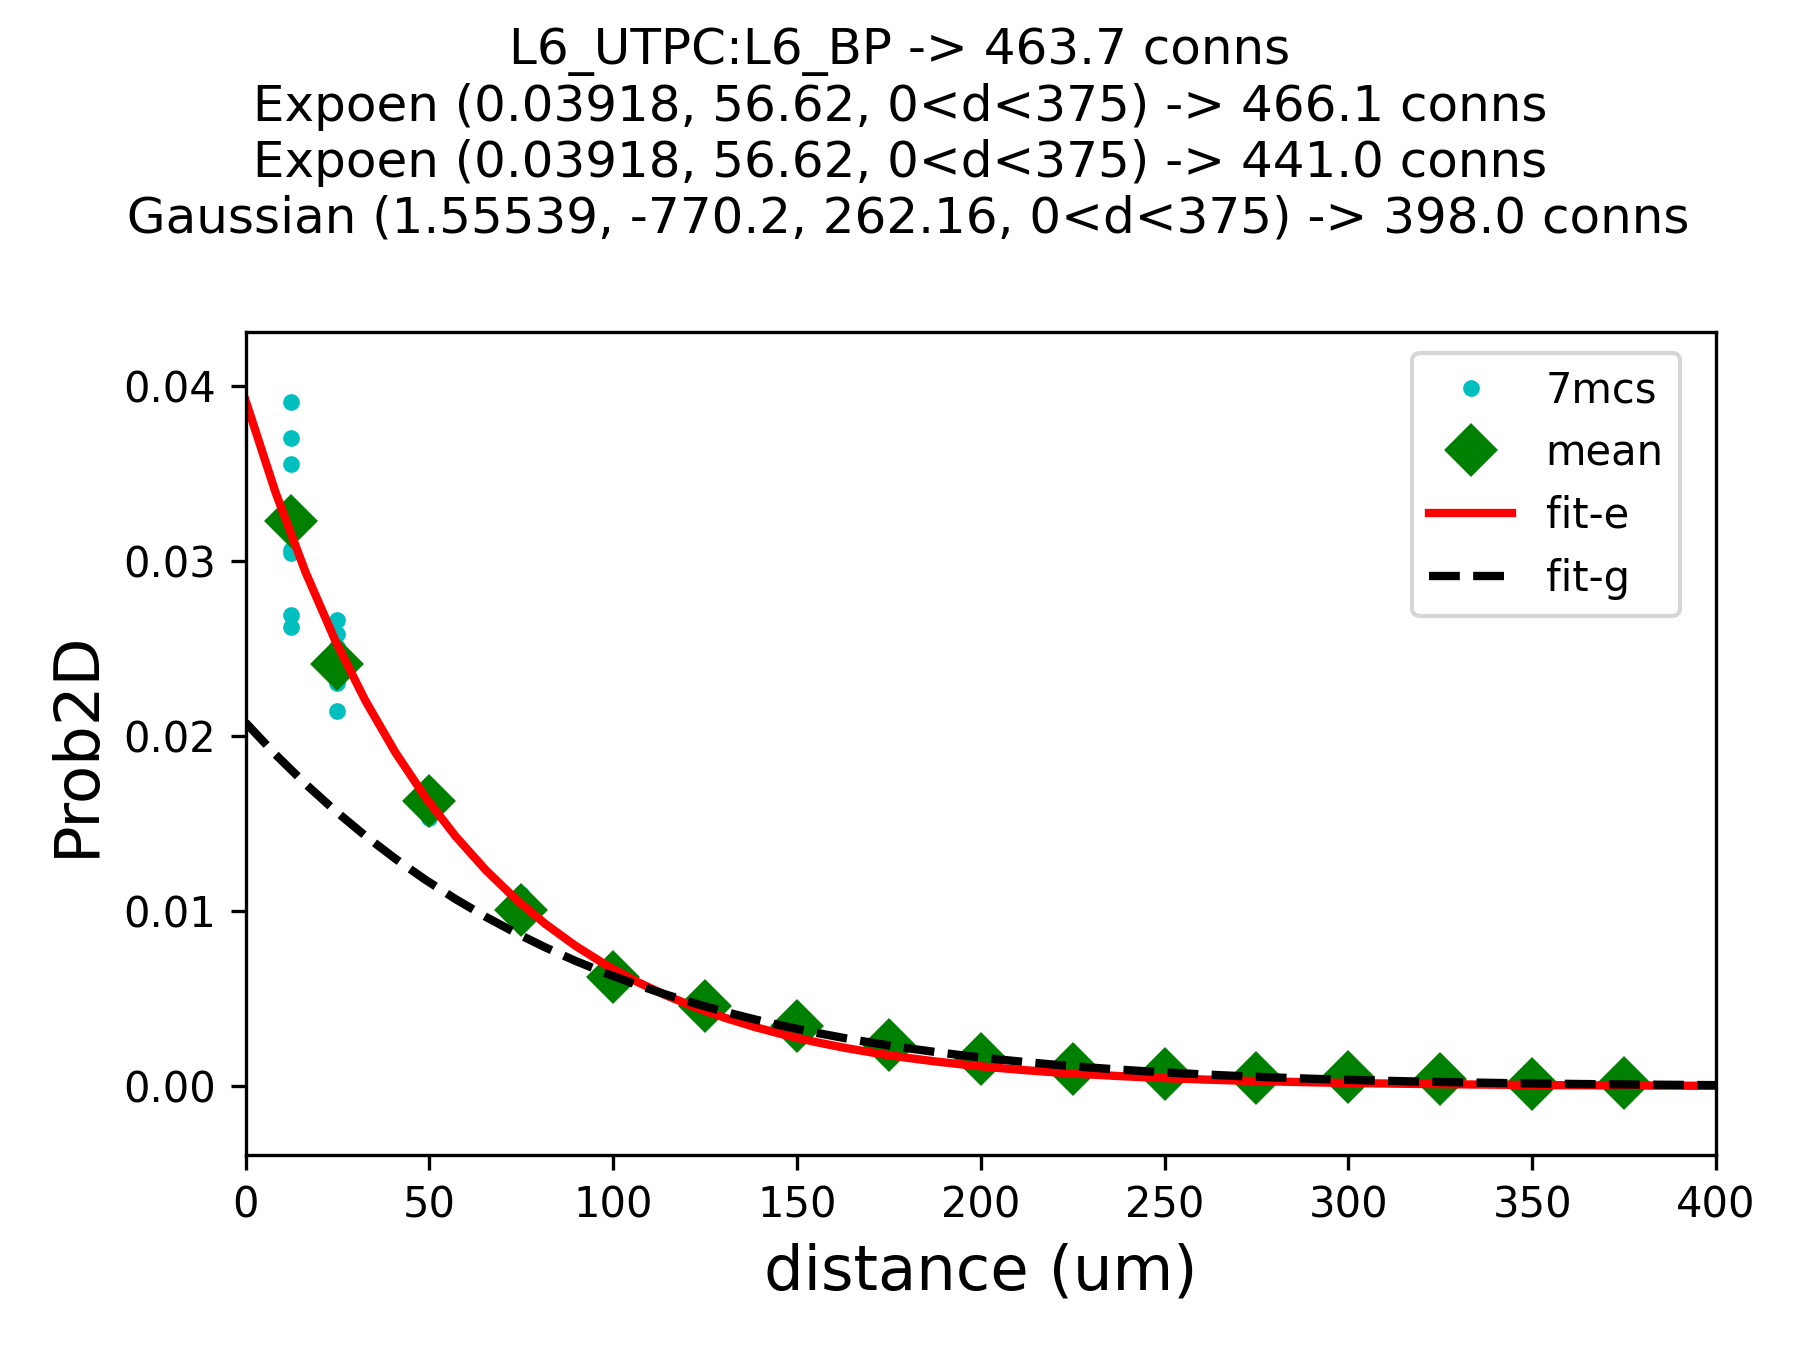 L6_UTPC:L6_BP -> 463.7 conns
Expoen (0.03918, 56.62, 0<d<375) -> 466.1 conns
Expoen (0.03918, 56.62, 0<d<375) -> 441.0 conns
Gaussian (1.55539, -770.2, 262.16, 0<d<375) -> 398.0 conns
0.04
0.03
0.02
0.01
0.00
Prob2D
7mcs
mean
fit-e
fit-g
0 50 100 150 200 250 300 350 400
distance (um)